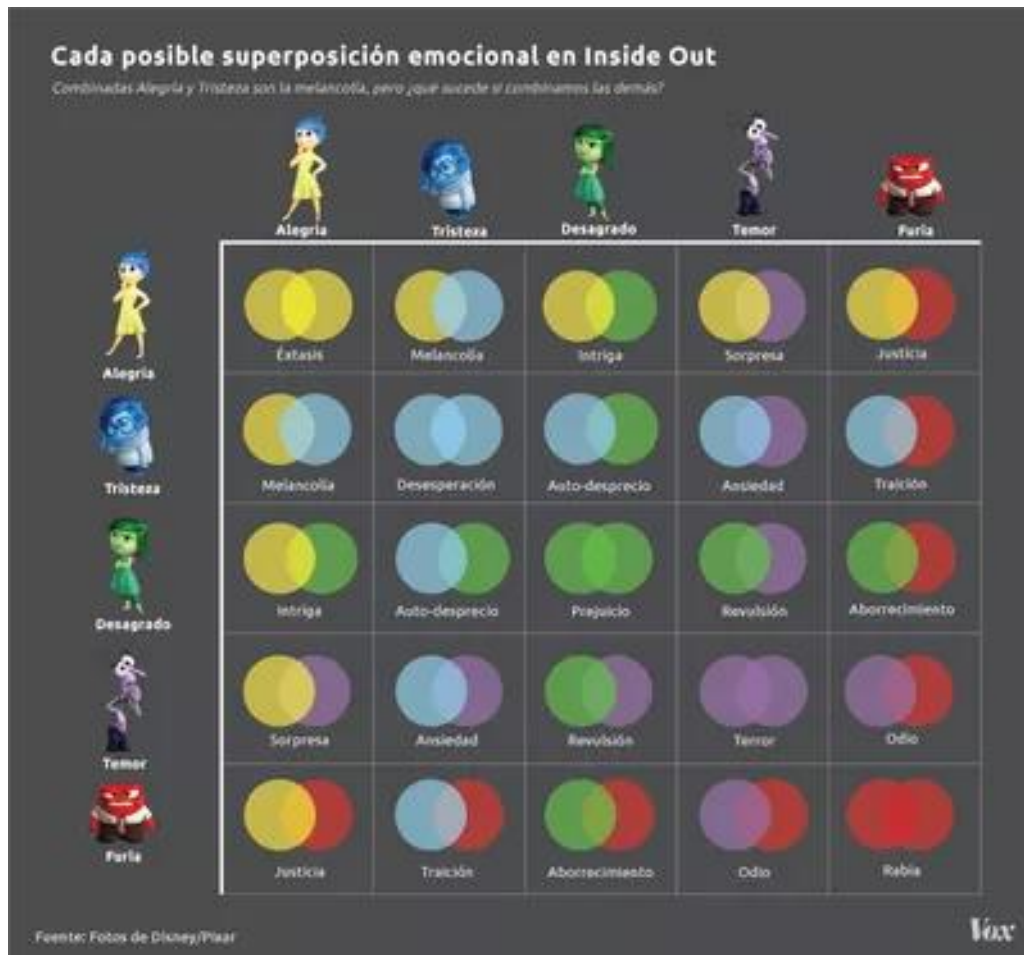 Cada posible superposición emocional en Inside Out
Combinadas Alegría y Tristeza son la melancolía, pero ¿qué sucede si combinamos las demás?
Alegría Tristeza Desagrado Temor Furia
Alegría
Éxtasis Melancolía Intriga Sorpresa Justicia
Tristeza
Melancolía Desesperación Auto-desprecio Ansiedad Traición
Desagrado
Intriga Auto-desprecio Prejuicio Revulsión Aborrecimiento
Temor
Sorpresa Ansiedad Revulsión Terror Odio
Furia
Justicia Traición Aborrecimiento Odio Rabia
Fuente: Fotos de Disney/Pixar
Vox